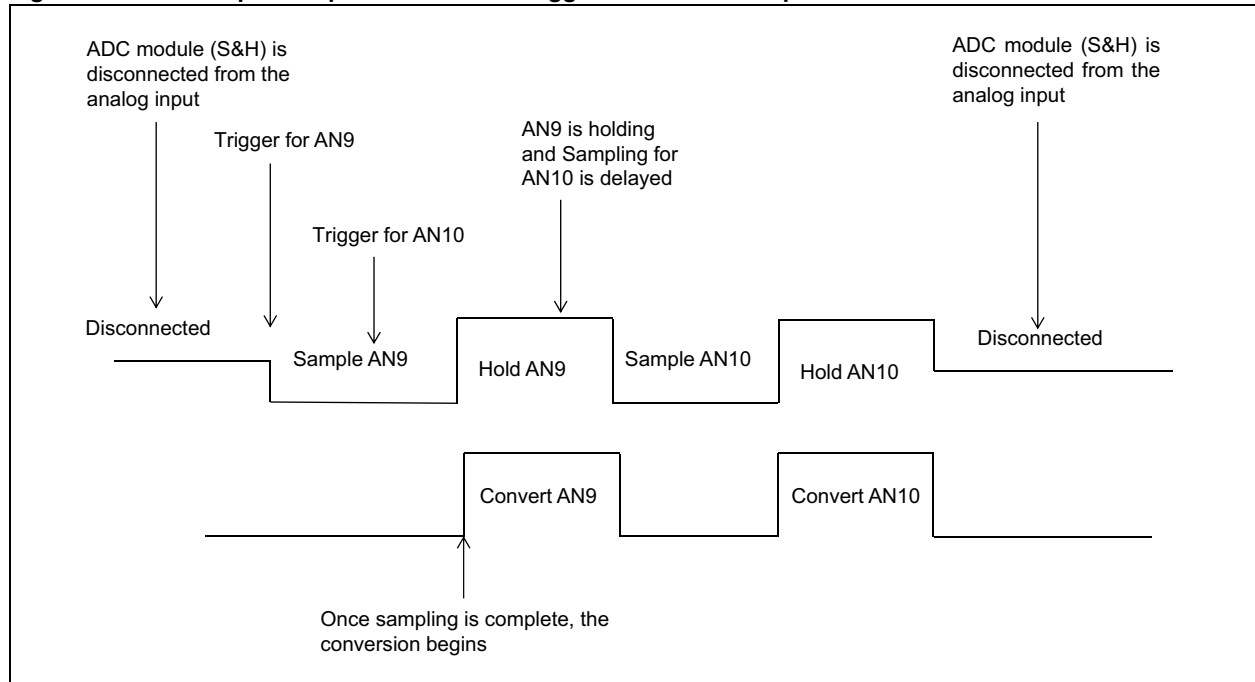 ADC module (S&H) is
disconnected from the
analog input
Trigger for AN9
Trigger for AN10
AN9 is holding
and Sampling for
AN10 is delayed
ADC module (S&H) is
disconnected from the
analog input
Disconnected
Sample AN9
Hold AN9
Sample AN10
Hold AN10
Disconnected
Convert AN9
Convert AN10
Once sampling is complete, the
conversion begins